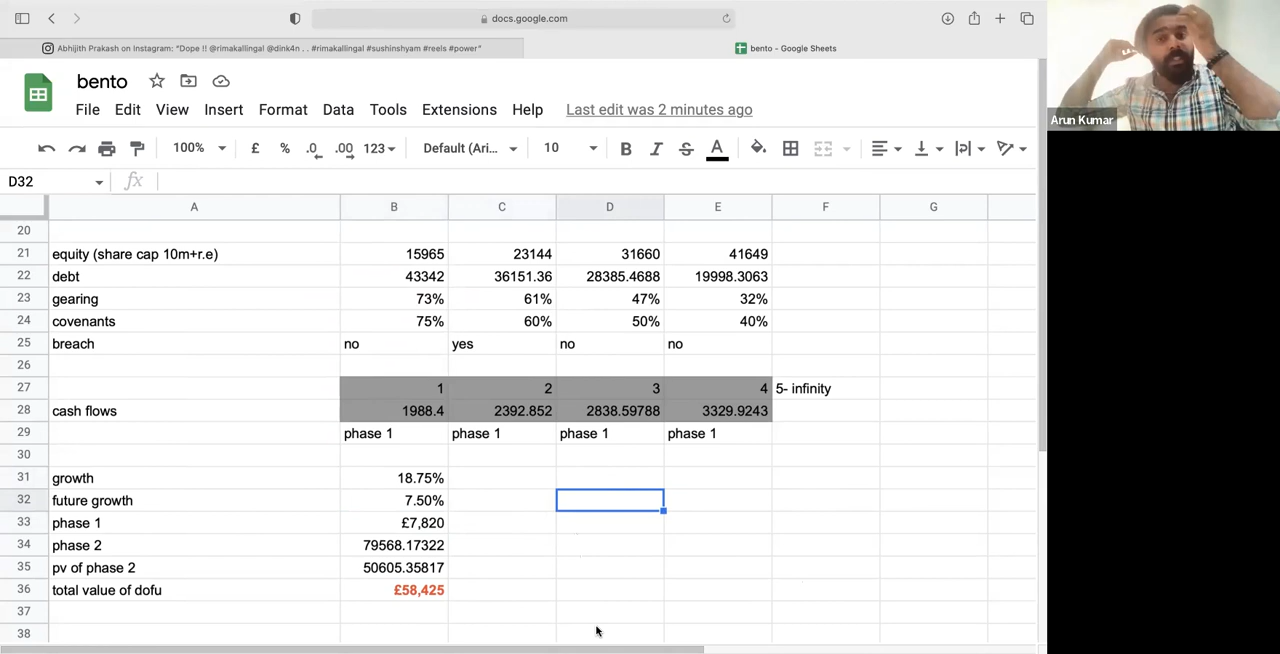 docs.google.com
Abhijith Prakash on Instagram: "Dope !! @rimakallingal @dink4n . . #rimakallingal #sushinshyam #reels #power"
bento - Google Sheets
bento
File Edit View Insert Format Data Tools Extensions Help Last edit was 2 minutes ago
100% £ % .0 .00 123 Default (Ari... 10 B I S A
D32 fx
A B C D E F G
20
21 equity (share cap 10m+r.e) 15965 23144 31660 41649
22 debt 43342 36151.36 28385.4688 19998.3063
23 gearing 73% 61% 47% 32%
24 covenants 75% 60% 50% 40%
25 breach no yes no no
26
27 1 2 3 4 5- infinity
28 cash flows 1988.4 2392.852 2838.59788 3329.9243
29 phase 1 phase 1 phase 1 phase 1
30
31 growth 18.75%
32 future growth 7.50%
33 phase 1 £7,820
34 phase 2 79568.17322
35 pv of phase 2 50605.35817
36 total value of dofu £58,425
37
38
Arun Kumar